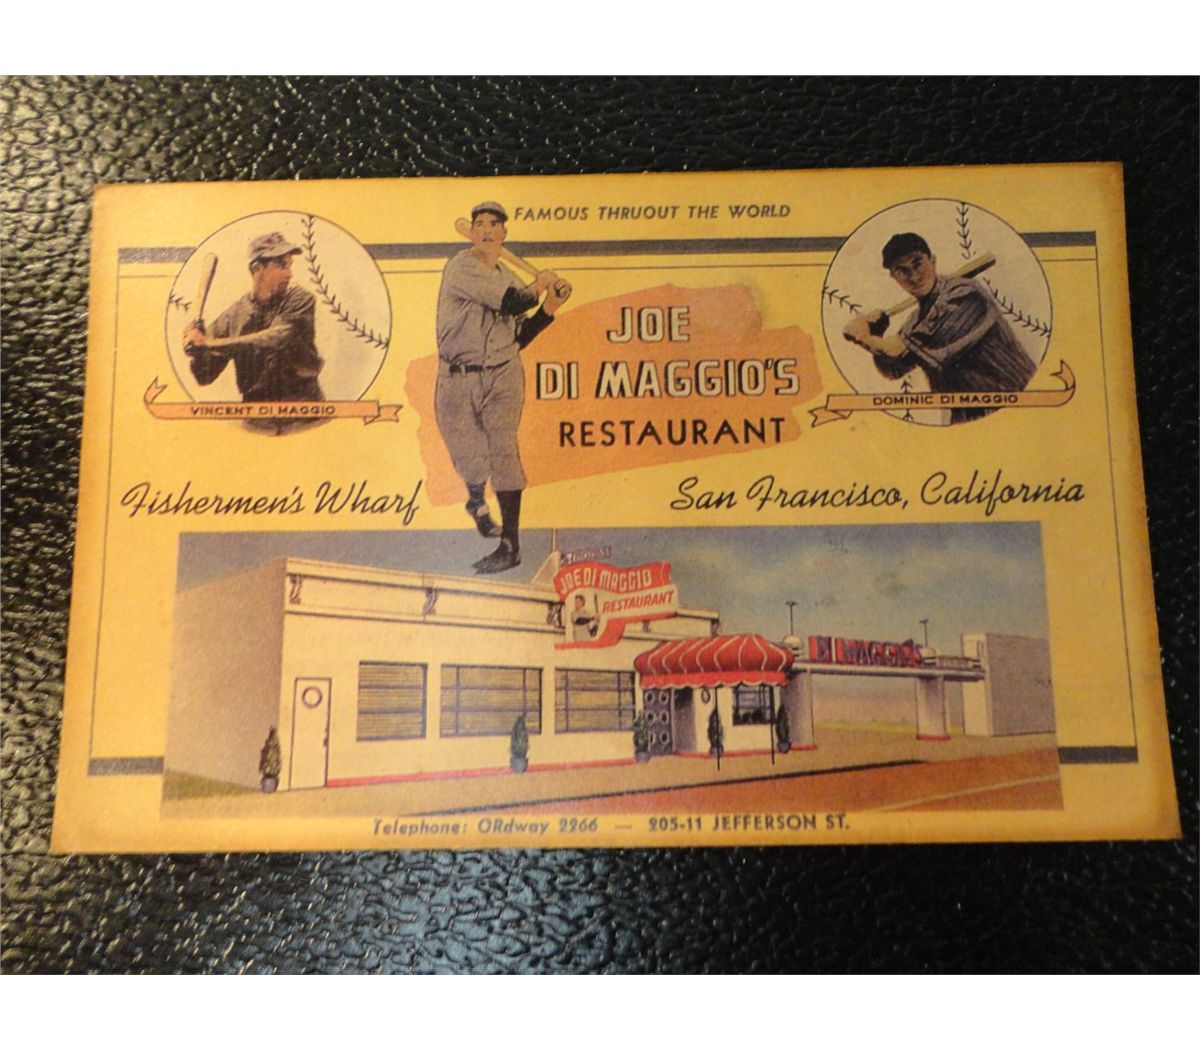 FAMOUS THRUOUT THE WORLD
JOE
DI MAGGIO'S
RESTAURANT
VINCENT DI MAGGIO
DOMINIC DI MAGGIO
Fishermen's Wharf
San Francisco, California
JOE DI MAGGIO
RESTAURANT
DI MAGGIO'S
Telephone: ORdway 2266 — 205-11 JEFFERSON ST.